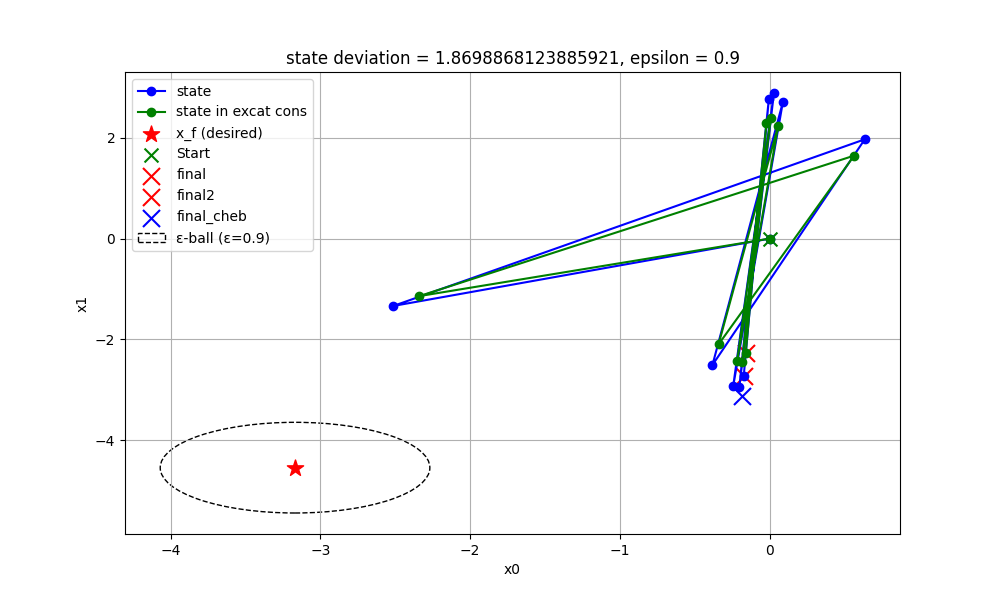 state deviation = 1.8698868123885921, epsilon = 0.9
state
state in excat cons
x_f (desired)
Start
final
final2
final_cheb
ε-ball (ε=0.9)
2
0
−2
−4
x1
−4
−3
−2
−1
0
x0